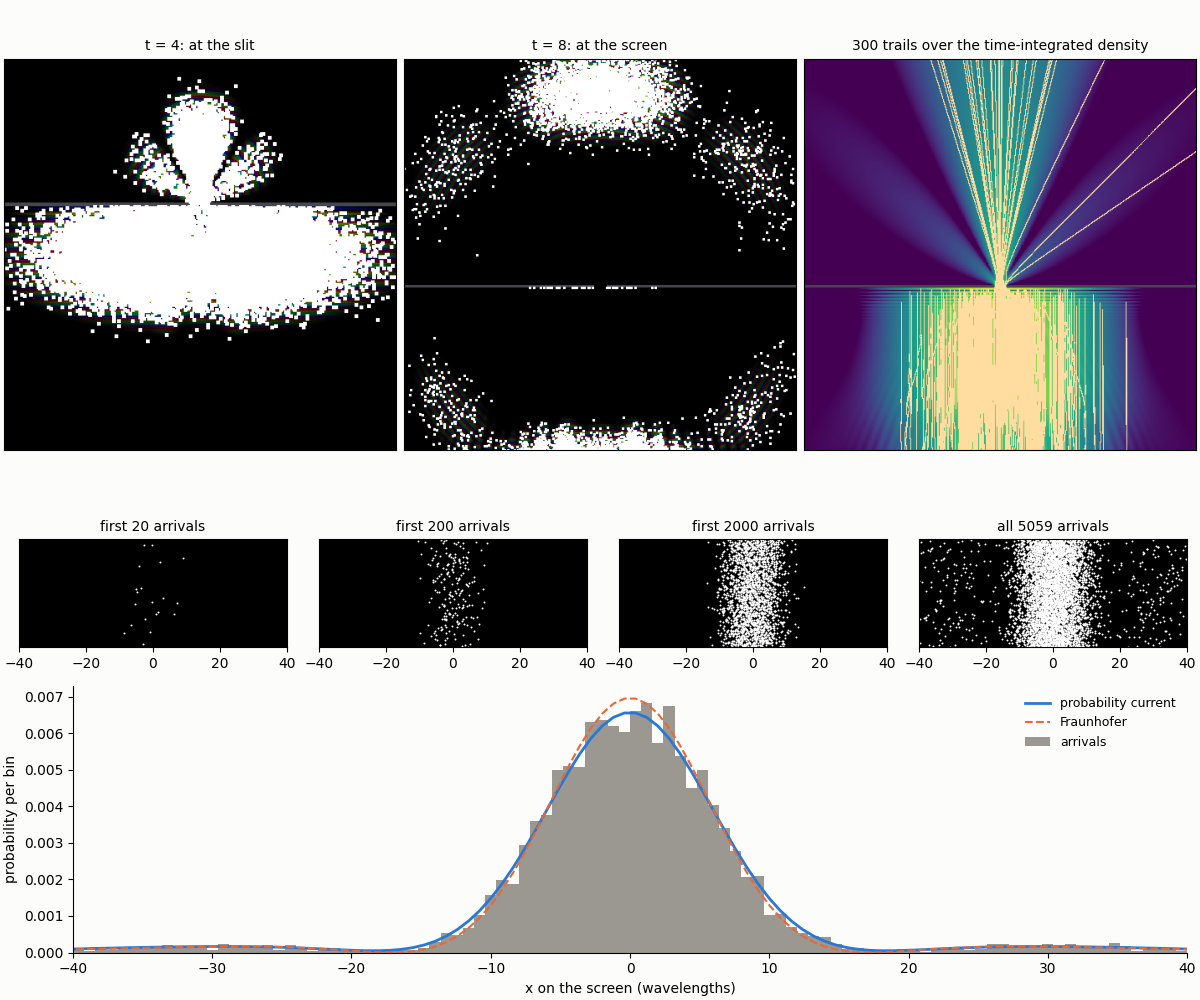 t = 4: at the slit
t = 8: at the screen
300 trails over the time-integrated density
first 20 arrivals
first 200 arrivals
first 2000 arrivals
all 5059 arrivals
−40 −20 0 20 40
−40 −20 0 20 40
−40 −20 0 20 40
−40 −20 0 20 40
probability per bin
0.007
0.006
0.005
0.004
0.003
0.002
0.001
0.000
probability current
Fraunhofer
arrivals
−40 −30 −20 −10 0 10 20 30 40
x on the screen (wavelengths)